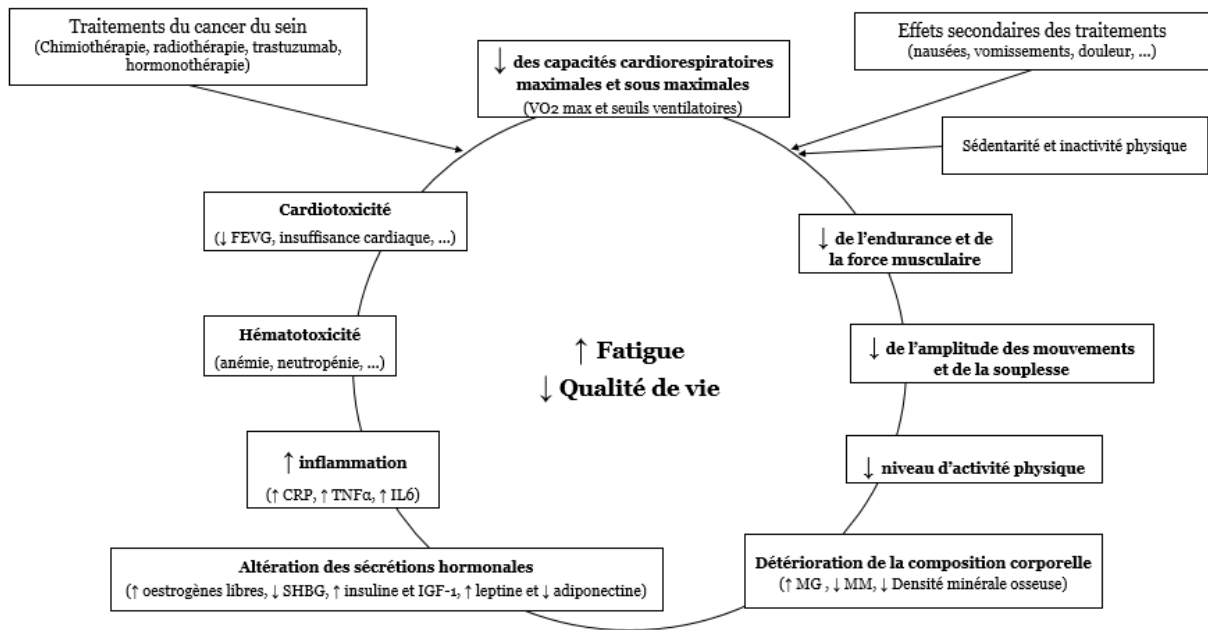 Traitements du cancer du sein
(Chimiothérapie, radiothérapie, trastuzumab,
hormonothérapie)
↓ des capacités cardiorespiratoires
maximales et sous maximales
(VO2 max et seuils ventilatoires)
Effets secondaires des traitements
(nausées, vomissements, douleur, ...)
Sédentarité et inactivité physique
Cardiotoxicité
(↓ FEVG, insuffisance cardiaque, ...)
↓ de l'endurance et de
la force musculaire
Hématotoxicité
(anémie, neutropénie, ...)
↑ Fatigue
↓ Qualité de vie
↓ de l'amplitude des mouvements
et de la souplesse
↑ inflammation
(↑ CRP, ↑ TNFα, ↑ IL6)
↓ niveau d'activité physique
Altération des sécrétions hormonales
(↑ oestrogènes libres, ↓ SHBG, ↑ insuline et IGF-1, ↑ leptine et ↓ adiponectine)
Détérioration de la composition corporelle
(↑ MG , ↓ MM, ↓ Densité minérale osseuse)